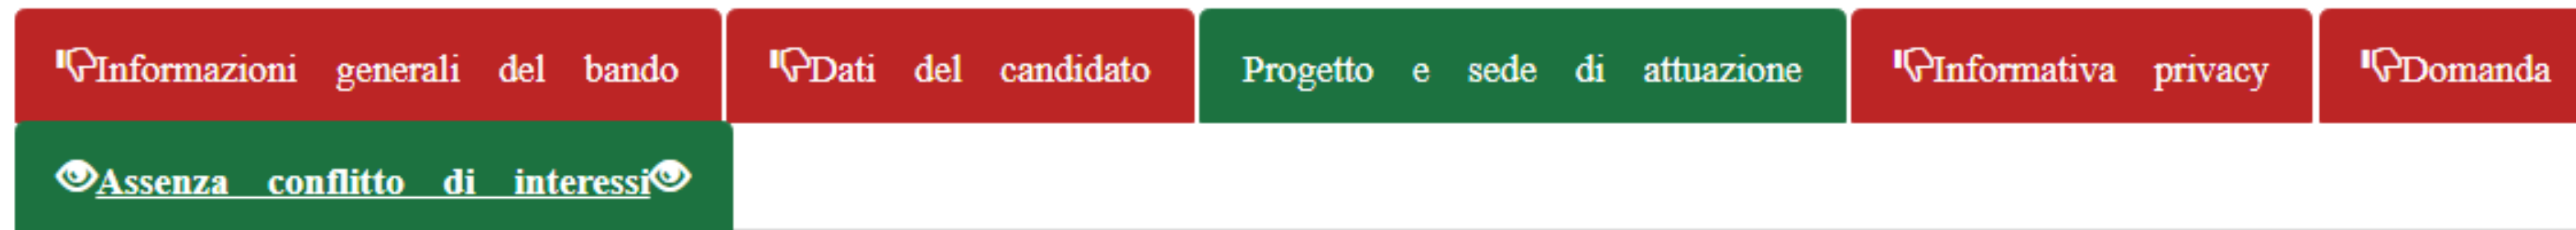 Informazioni generali del bando Dati del candidato Progetto e sede di attuazione Informativa privacy Domanda
Assenza conflitto di interessi